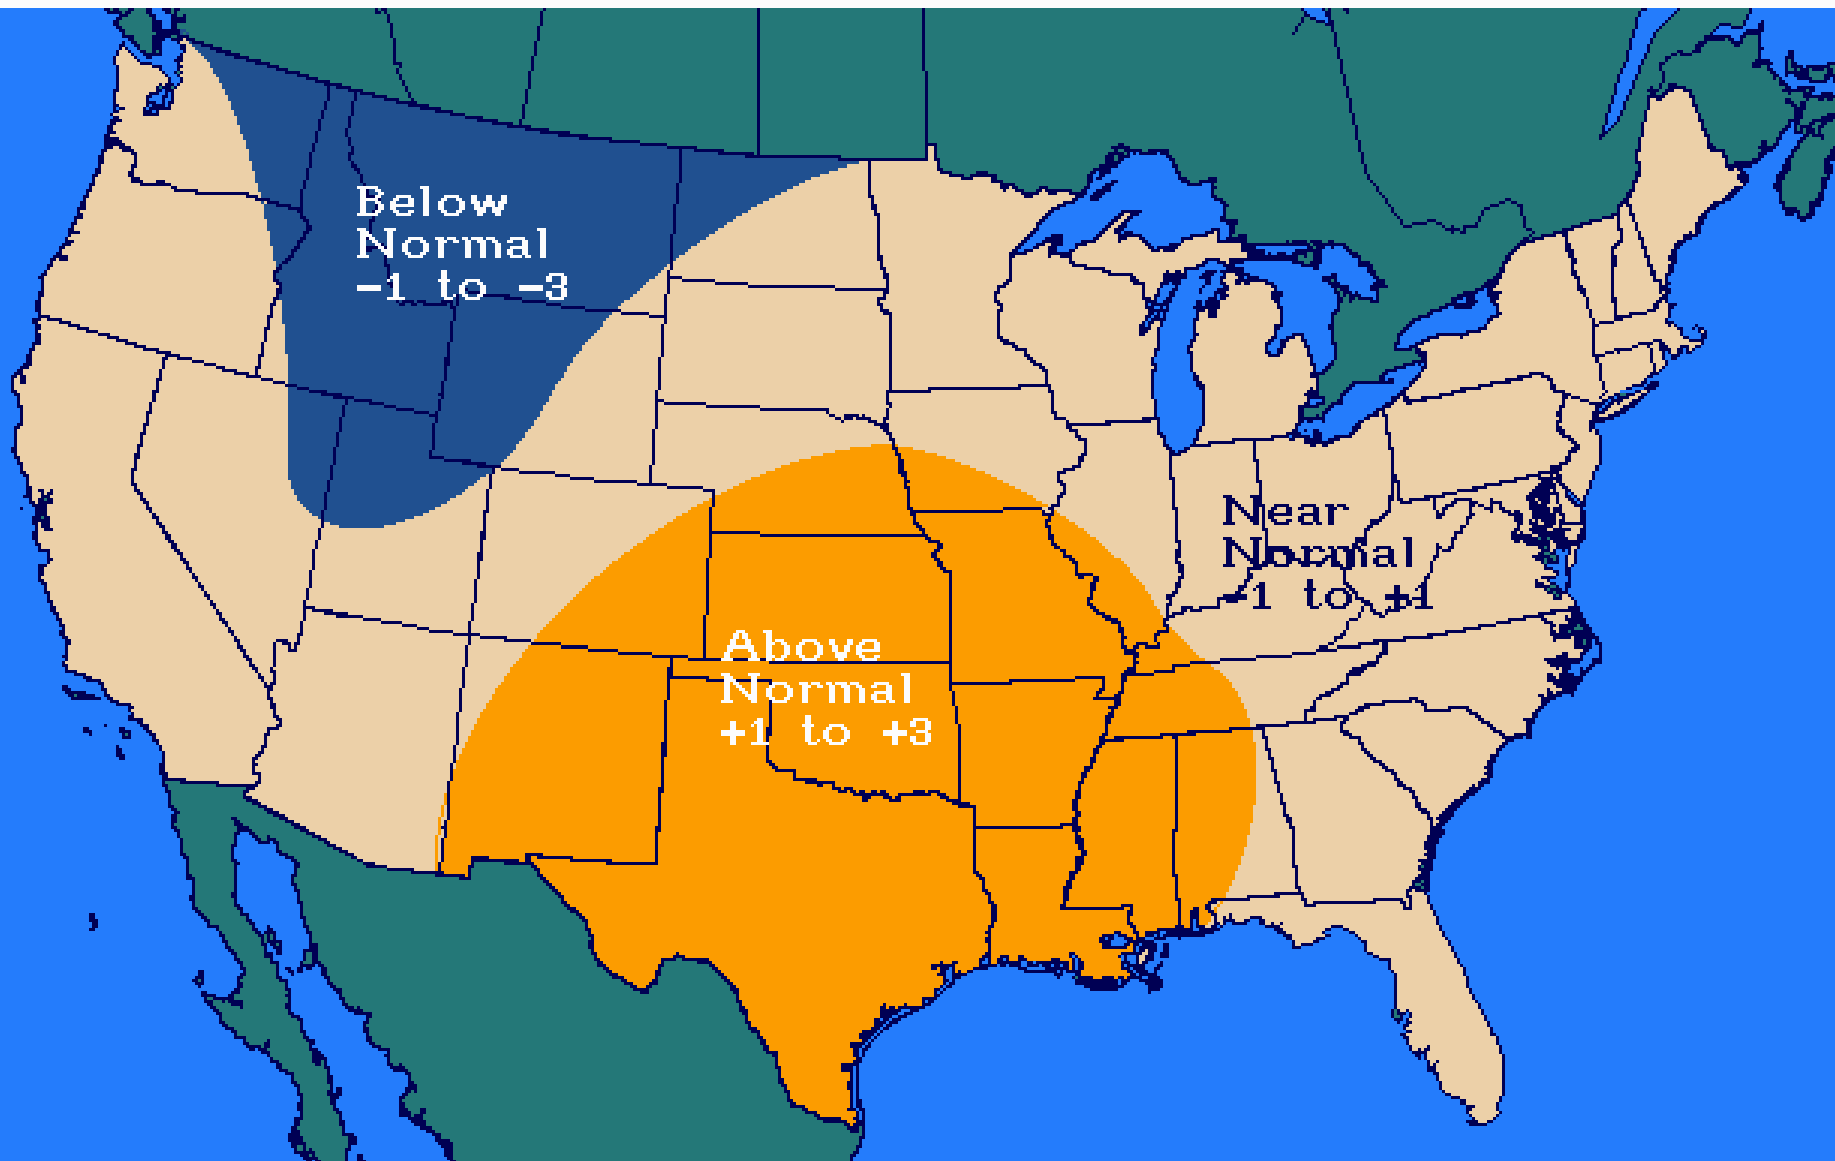 Below
Normal
-1 to -3
Near
Normal
-1 to +1
Above
Normal
+1 to +3